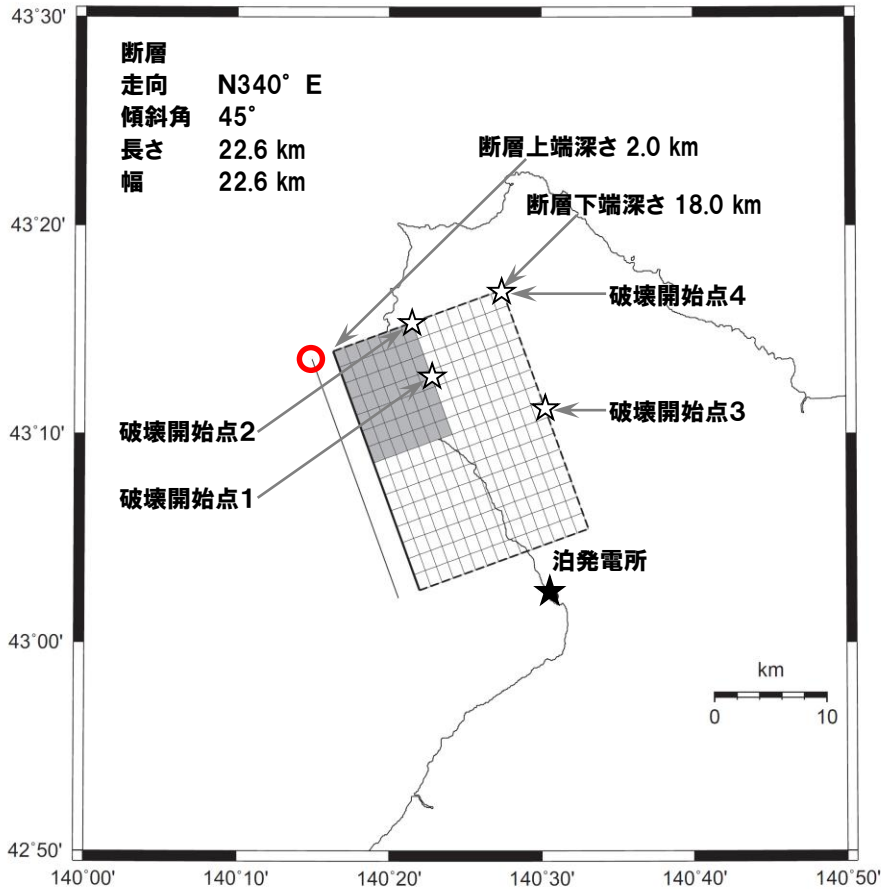 43°30'
断層
走向 N340° E
傾斜角 45°
長さ 22.6 km
幅 22.6 km
断層上端深さ 2.0 km
断層下端深さ 18.0 km
43°20'
破壊開始点4
破壊開始点3
43°10'
破壊開始点2
破壊開始点1
泊発電所
43°00'
km
0 10
42°50'
140°00' 140°10' 140°20' 140°30' 140°40' 140°50'